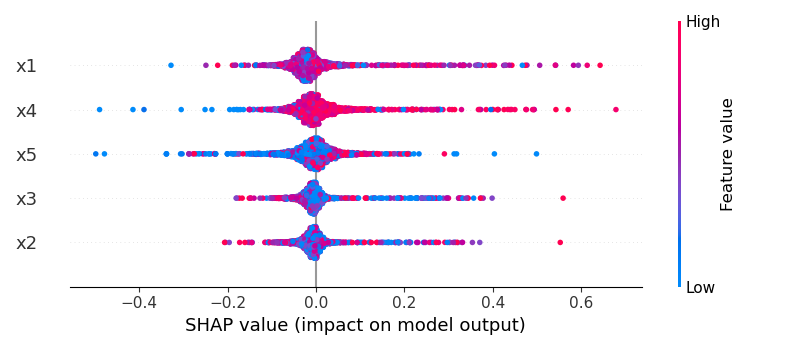 High
x1
x4
x5
x3
x2
Feature value
Low
−0.4 −0.2 0.0 0.2 0.4 0.6
SHAP value (impact on model output)